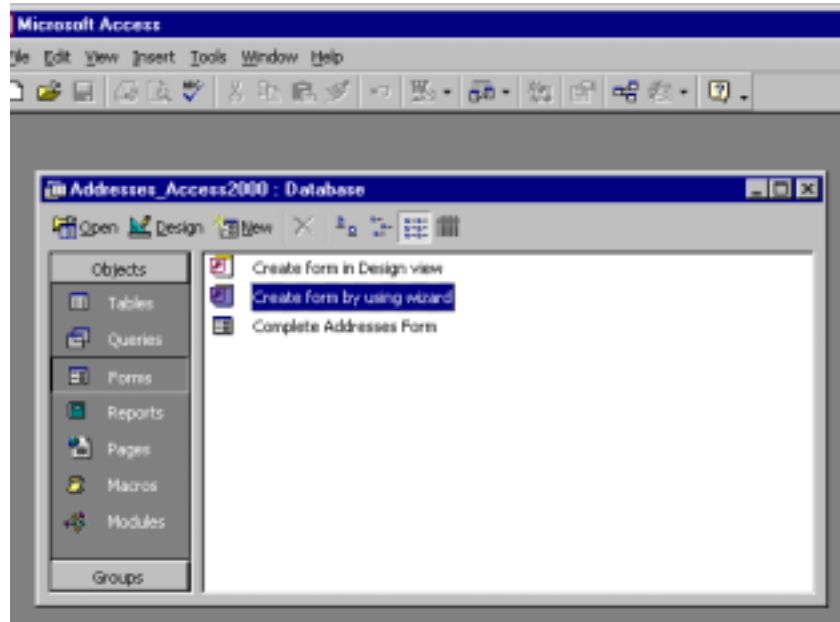 Microsoft Access
File Edit View Insert Tools Window Help
Addresses_Access2000 : Database
Open Design New
Objects
Tables
Queries
Forms
Reports
Pages
Macros
Modules
Groups
Create form in Design view
Create form by using wizard
Complete Addresses Form